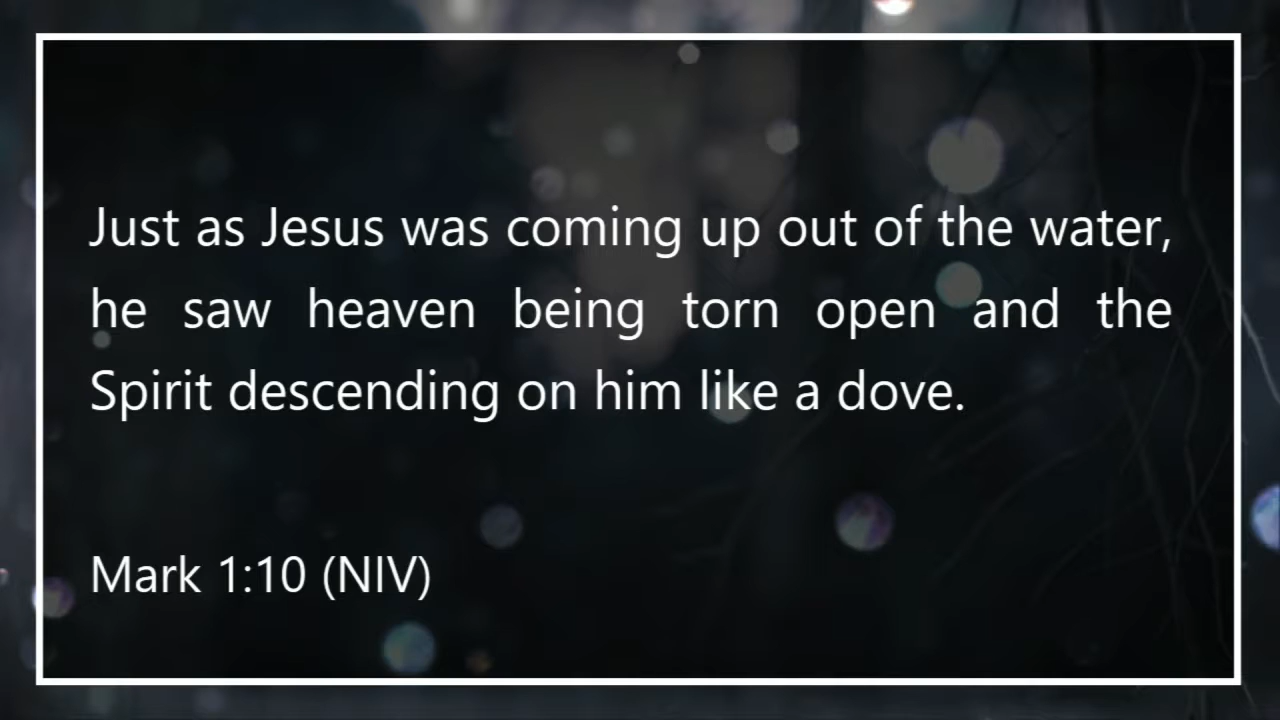 Just as Jesus was coming up out of the water,
he saw heaven being torn open and the
Spirit descending on him like a dove.
Mark 1:10 (NIV)